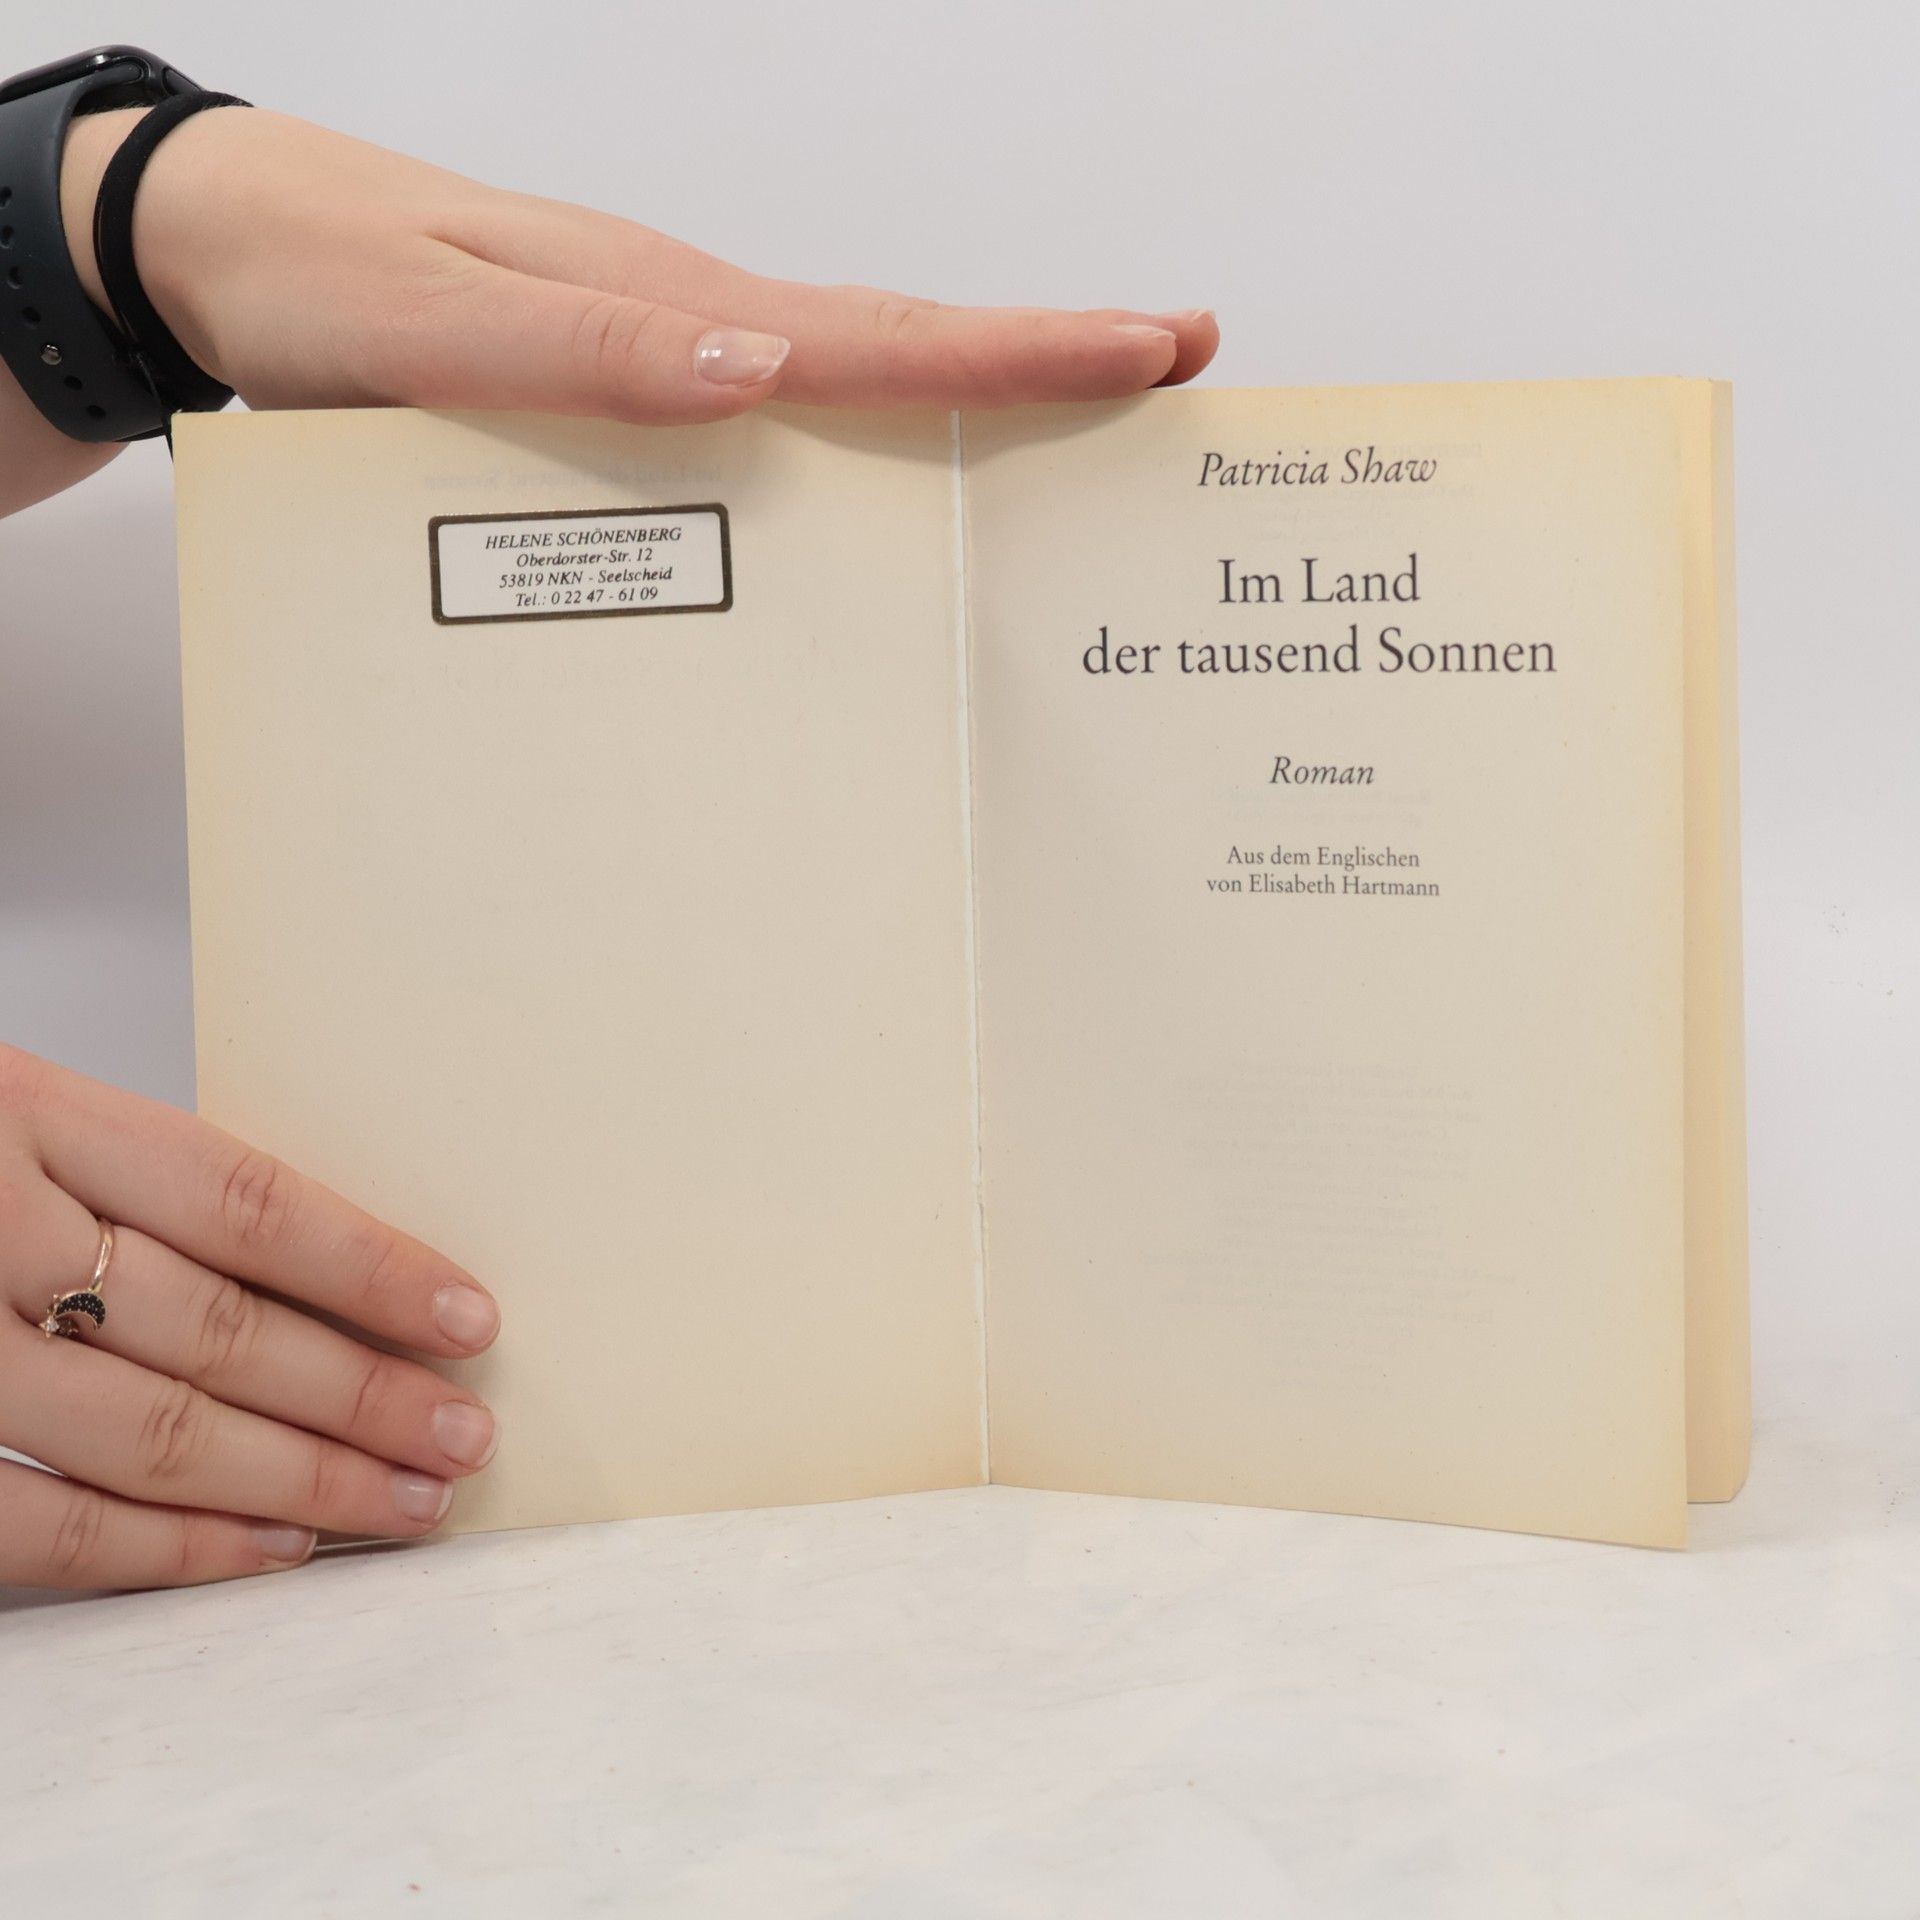 HELENE SCHÖNENBERG
Oberdorster-Str. 12
53819 NKN - Seelscheid
Tel.: 0 22 47 - 61 09
Patricia Shaw
Im Land
der tausend Sonnen
Roman
Aus dem Englischen
von Elisabeth Hartmann